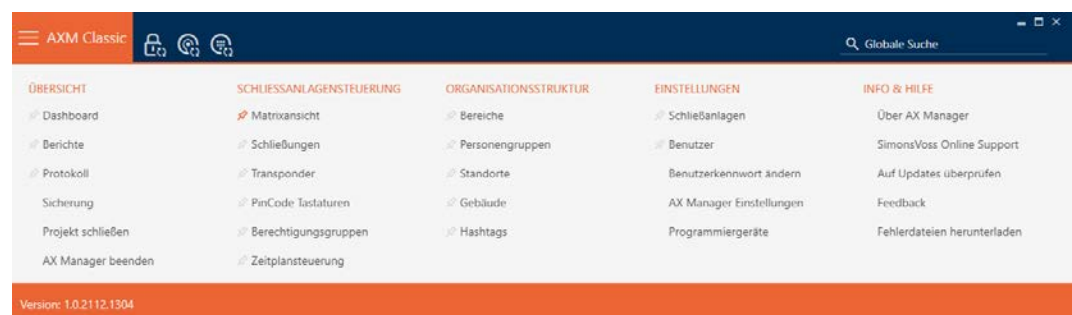 AXM Classic
Globale Suche
ÜBERSICHT
Dashboard
Berichte
Protokoll
Sicherung
Projekt schließen
AX Manager beenden
SCHLIESSANLAGENSTEUERUNG
Matrixansicht
Schließungen
Transponder
PinCode Tastaturen
Berechtigungsgruppen
Zeitplansteuerung
ORGANISATIONSSTRUKTUR
Bereiche
Personengruppen
Standorte
Gebäude
Hashtags
EINSTELLUNGEN
Schließanlagen
Benutzer
Benutzerkennwort ändern
AX Manager Einstellungen
Programmiergeräte
INFO & HILFE
Über AX Manager
SimonsVoss Online Support
Auf Updates überprüfen
Feedback
Fehlerdateien herunterladen
Version: 1.0.2112.1304